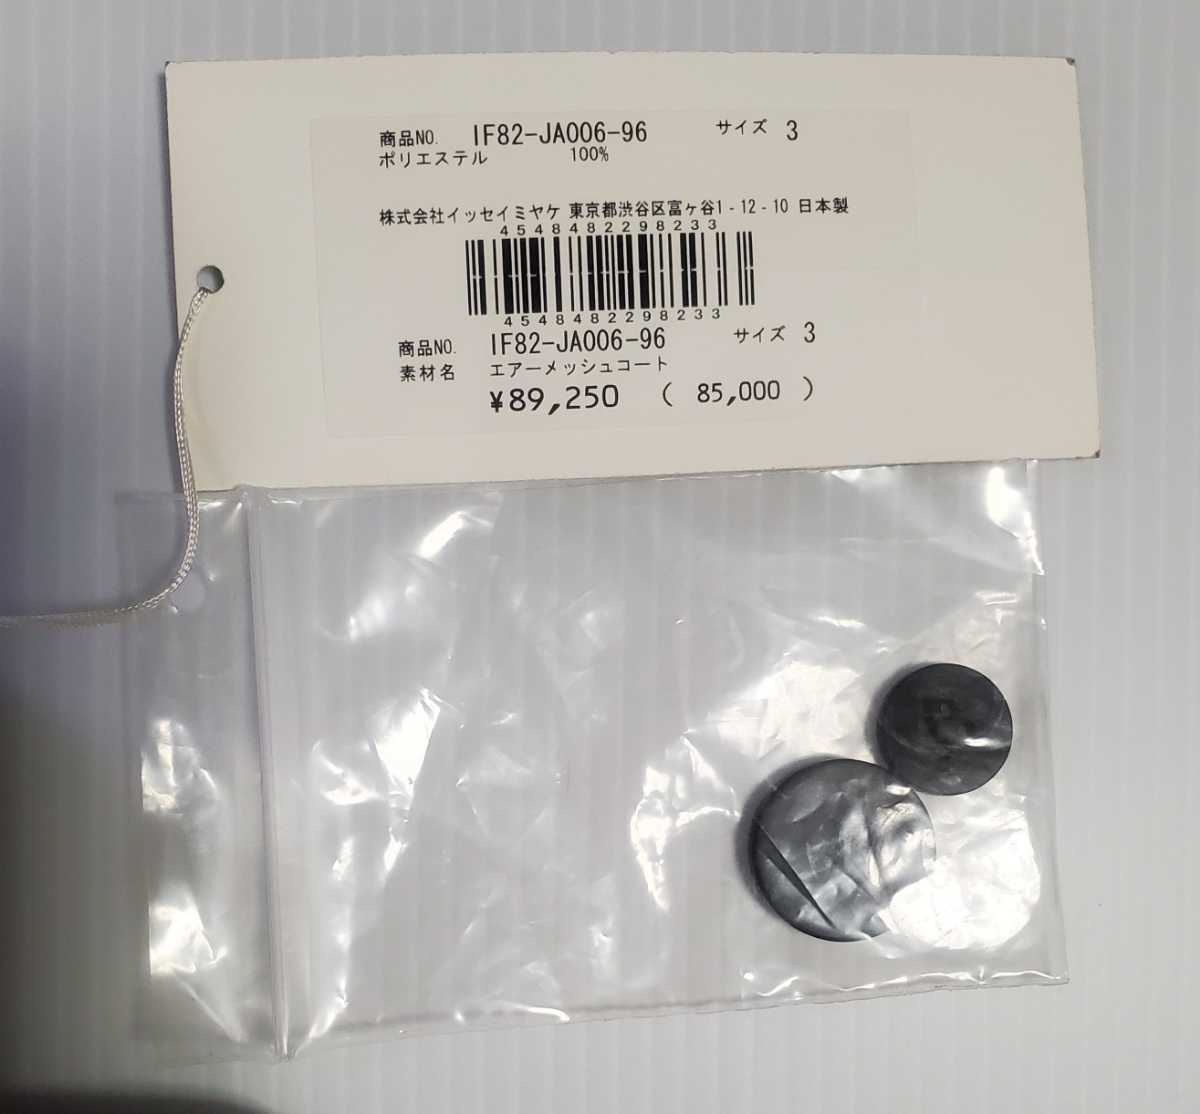 商品NO. IF82-JA006-96 サイズ 3
ポリエステル 100%
株式会社イッセイミヤケ 東京都渋谷区富ヶ谷1-12-10 日本製
4548482298233
4548482298233
商品NO. IF82-JA006-96 サイズ 3
素材名 エアーメッシュコート
¥89,250 ( 85,000 )